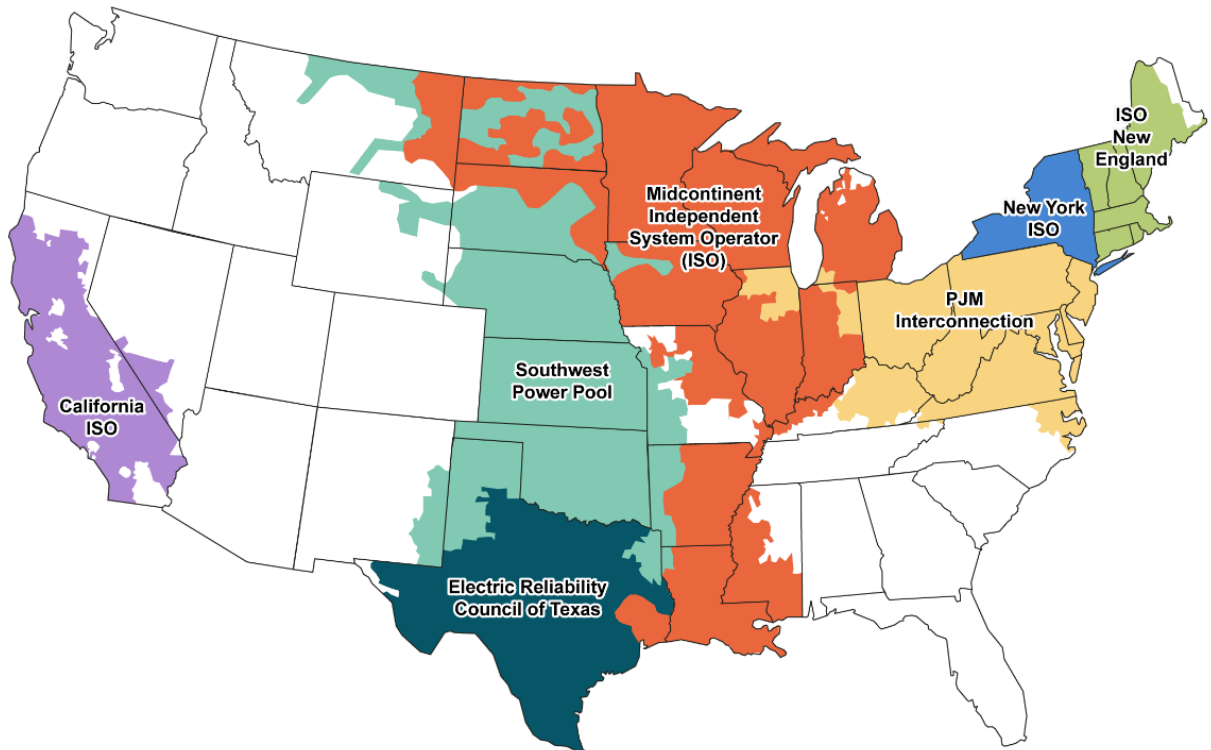 ISO
New
England
Midcontinent
Independent
System Operator
(ISO)
New York
ISO
PJM
Interconnection
Southwest
Power Pool
California
ISO
Electric Reliability
Council of Texas